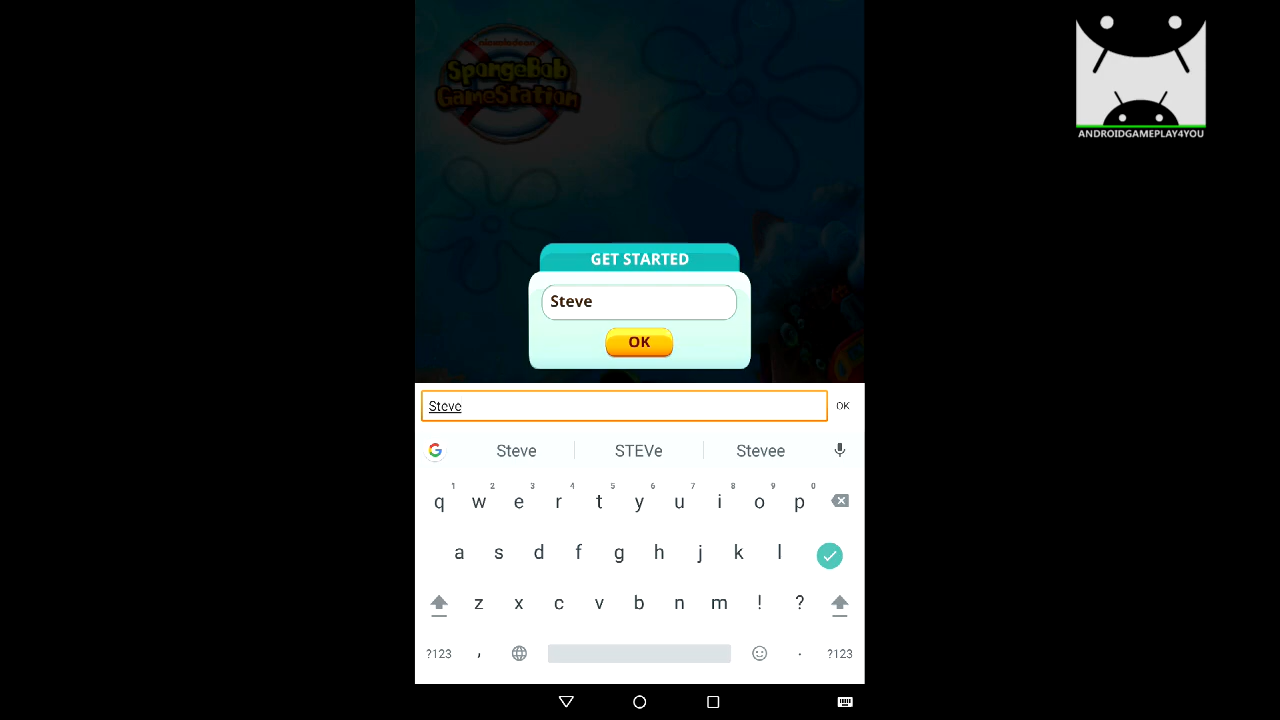 nickelodeon
SpongeBob
GameStation
ANDROIDGAMEPLAY4YOU
GET STARTED
Steve
OK
Steve
OK
Steve STEVe Stevee
1 2 3 4 5 6 7 8 9 0
q w e r t y u i o p
a s d f g h j k l
z x c v b n m ! ?
?123 , . ?123